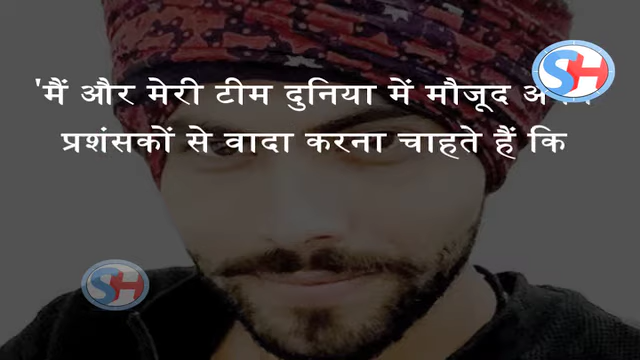 'मैं और मेरी टीम दुनिया में मौजूद
प्रशंसकों से वादा करना चाहते हैं कि
SH
SH